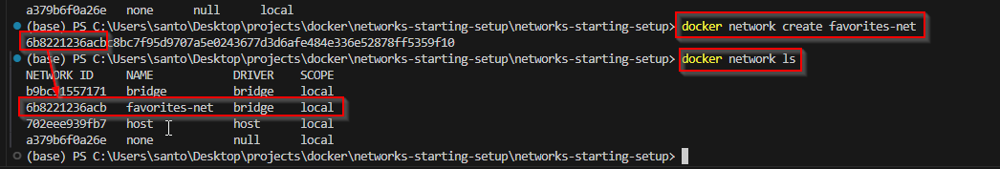 a379b6f0a26e none null local
(base) PS C:\Users\santo\Desktop\projects\docker\networks-starting-setup\networks-starting-setup> docker network create favorites-net
6b8221236acbc8bc7f95d9707a5e0243677d3d6afe484e336e52878ff5359f10
(base) PS C:\Users\santo\Desktop\projects\docker\networks-starting-setup\networks-starting-setup> docker network ls
NETWORK ID NAME DRIVER SCOPE
bridge bridge local
6b8221236acb favorites-net bridge local
702eee939fb7 host host local
a379b6f0a26e none null local
(base) PS C:\Users\santo\Desktop\projects\docker\networks-starting-setup\networks-starting-setup>